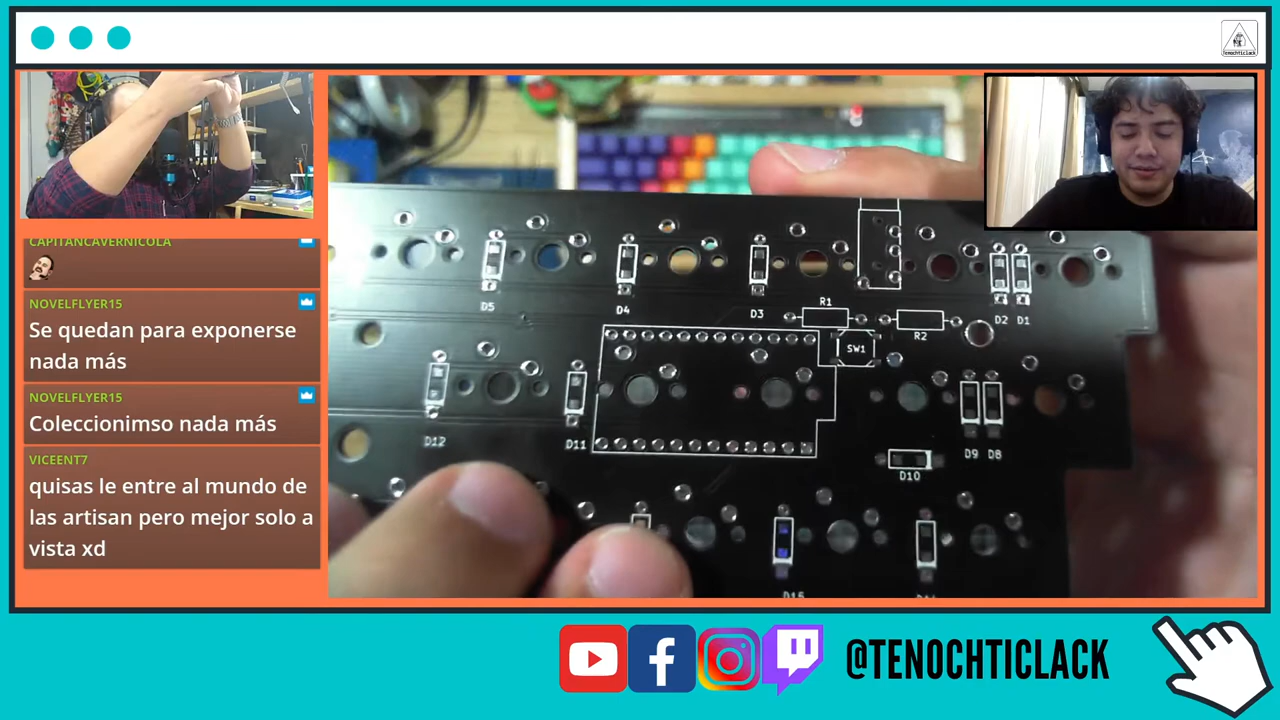 Tenochticlack
CAPITANCAVERNICOLA
NOVELFLYER15
Se quedan para exponerse
nada más
NOVELFLYER15
Coleccionimso nada más
VICEENT7
quisas le entre al mundo de
las artisan pero mejor solo a
vista xd
D5
D4
D3
R1
R2
SW1
D2 D1
D12
D11
D9 D8
D10
D15
@TENOCHTICLACK